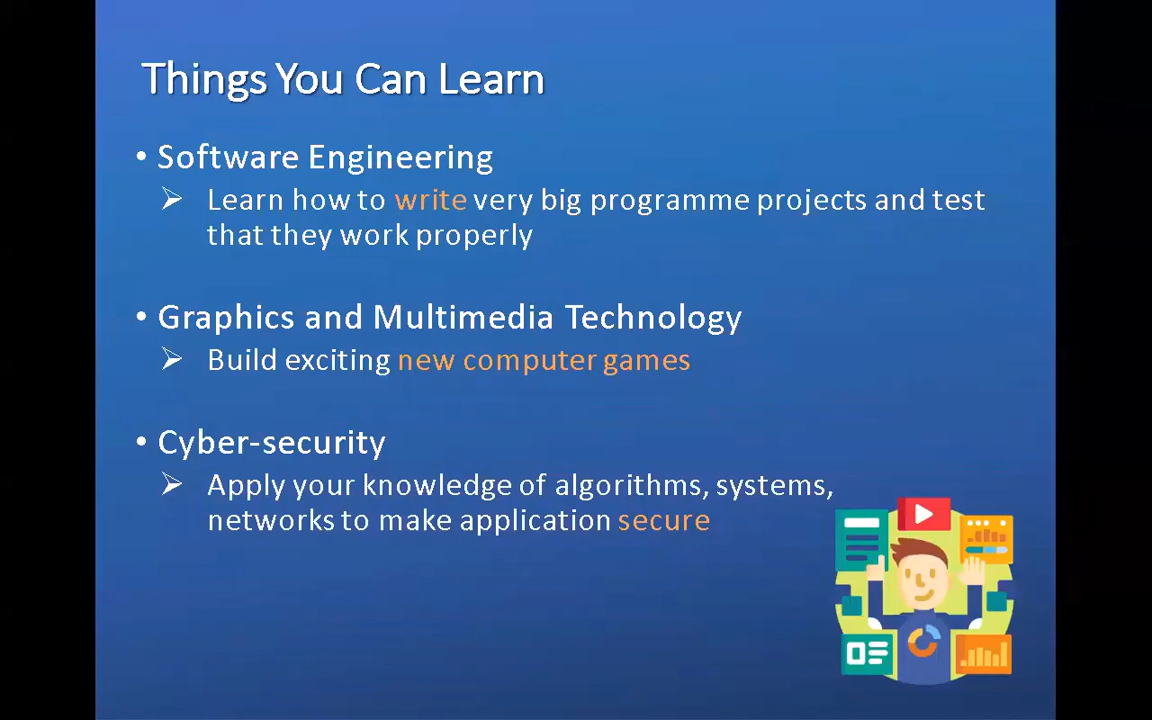 Things You Can Learn
• Software Engineering
➢ Learn how to write very big programme projects and test
that they work properly
• Graphics and Multimedia Technology
➢ Build exciting new computer games
• Cyber-security
➢ Apply your knowledge of algorithms, systems,
networks to make application secure